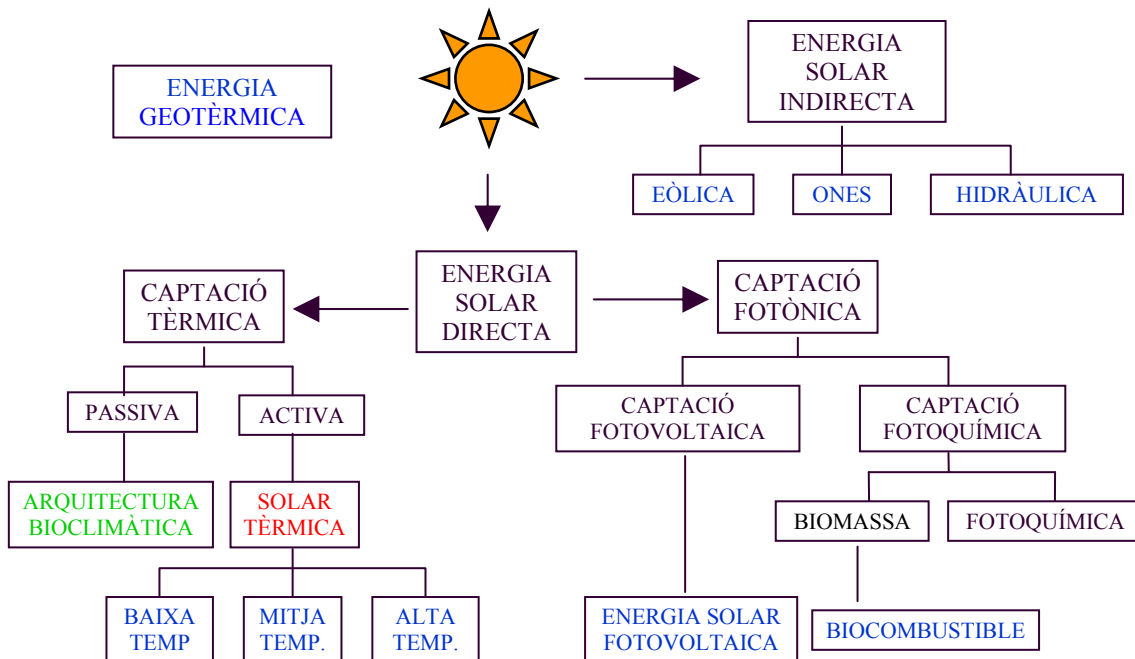 ENERGIA
GEOTÈRMICA
ENERGIA
SOLAR
INDIRECTA
EÒLICA
ONES
HIDRÀULICA
ENERGIA
SOLAR
DIRECTA
CAPTACIÓ
TÈRMICA
CAPTACIÓ
FOTÒNICA
PASSIVA
ACTIVA
CAPTACIÓ
FOTOVOLTAICA
CAPTACIÓ
FOTOQUÍMICA
ARQUITECTURA
BIOCLIMÀTICA
SOLAR
TÈRMICA
BIOMASSA
FOTOQUÍMICA
BAIXA
TEMP
MITJA
TEMP.
ALTA
TEMP.
ENERGIA SOLAR
FOTOVOLTAICA
BIOCOMBUSTIBLE